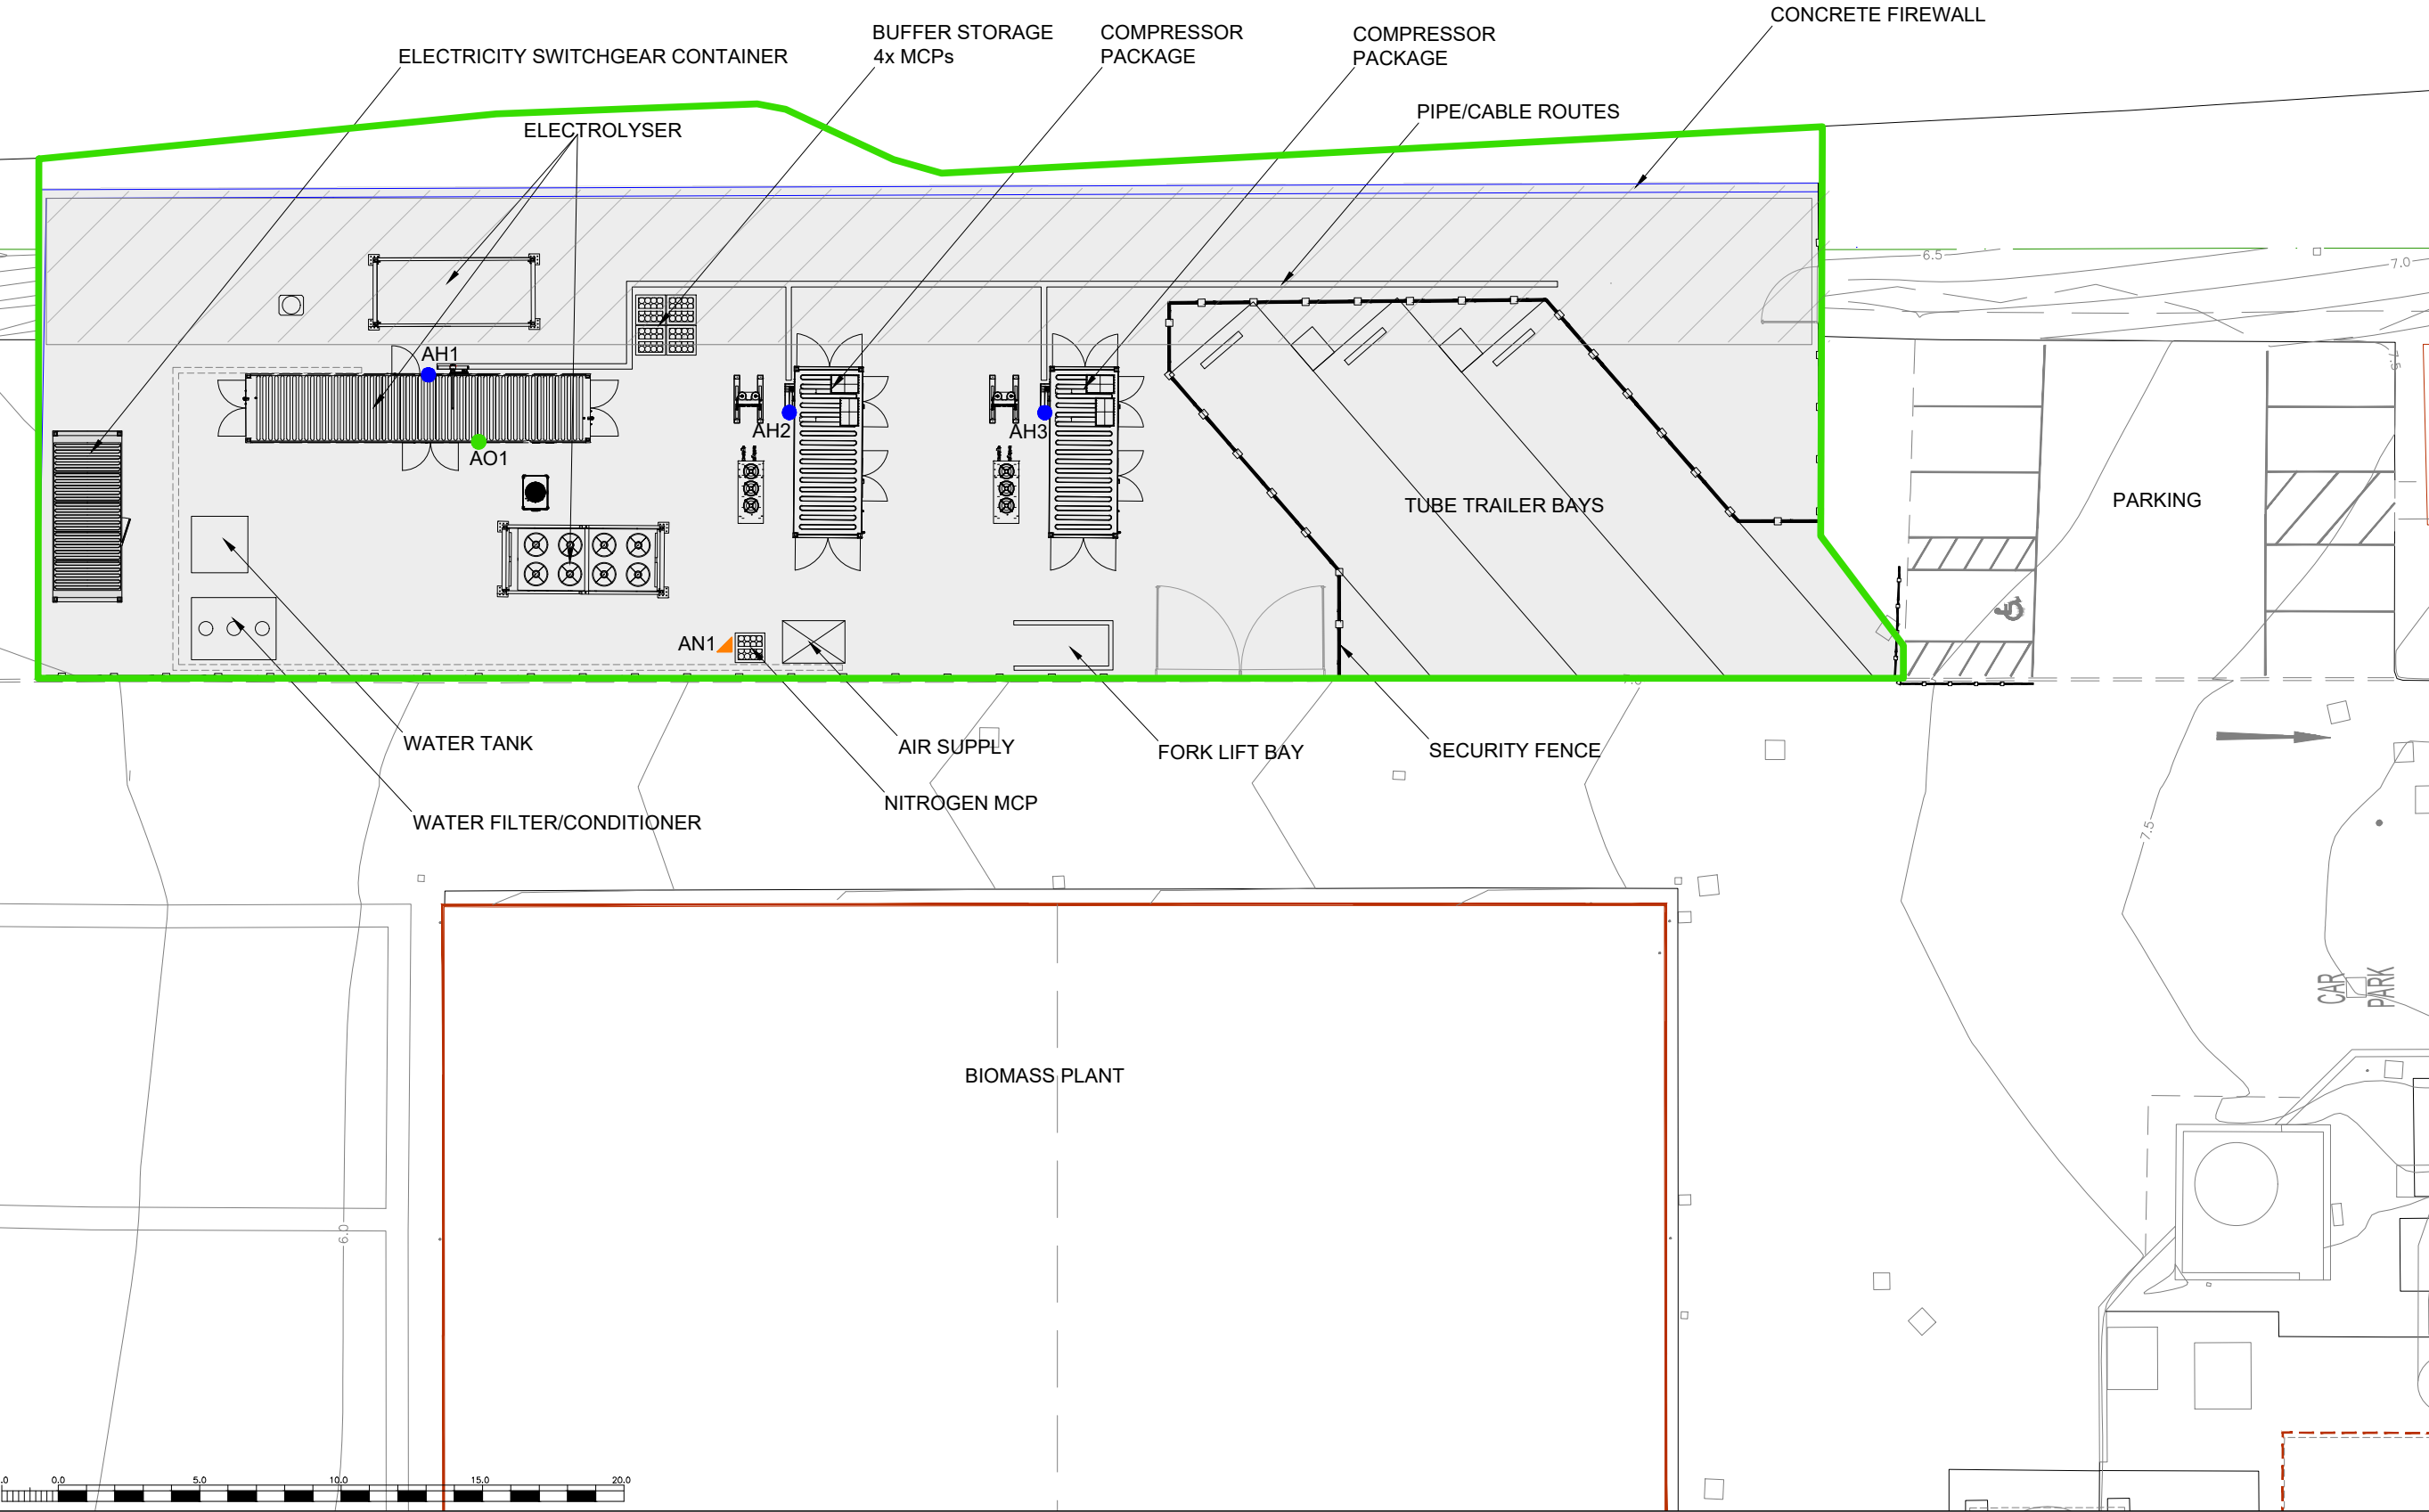 CONCRETE FIREWALL
BUFFER STORAGE
4x MCPs
COMPRESSOR
PACKAGE
COMPRESSOR
PACKAGE
ELECTRICITY SWITCHGEAR CONTAINER
PIPE/CABLE ROUTES
ELECTROLYSER
6.5
7.0
7.5
AH1
AH2
AH3
AO1
TUBE TRAILER BAYS
PARKING
AN1
WATER TANK
AIR SUPPLY
FORK LIFT BAY
SECURITY FENCE
NITROGEN MCP
WATER FILTER/CONDITIONER
7.5
CAR
PARK
BIOMASS PLANT
6.0
.0 0.0 5.0 10.0 15.0 20.0